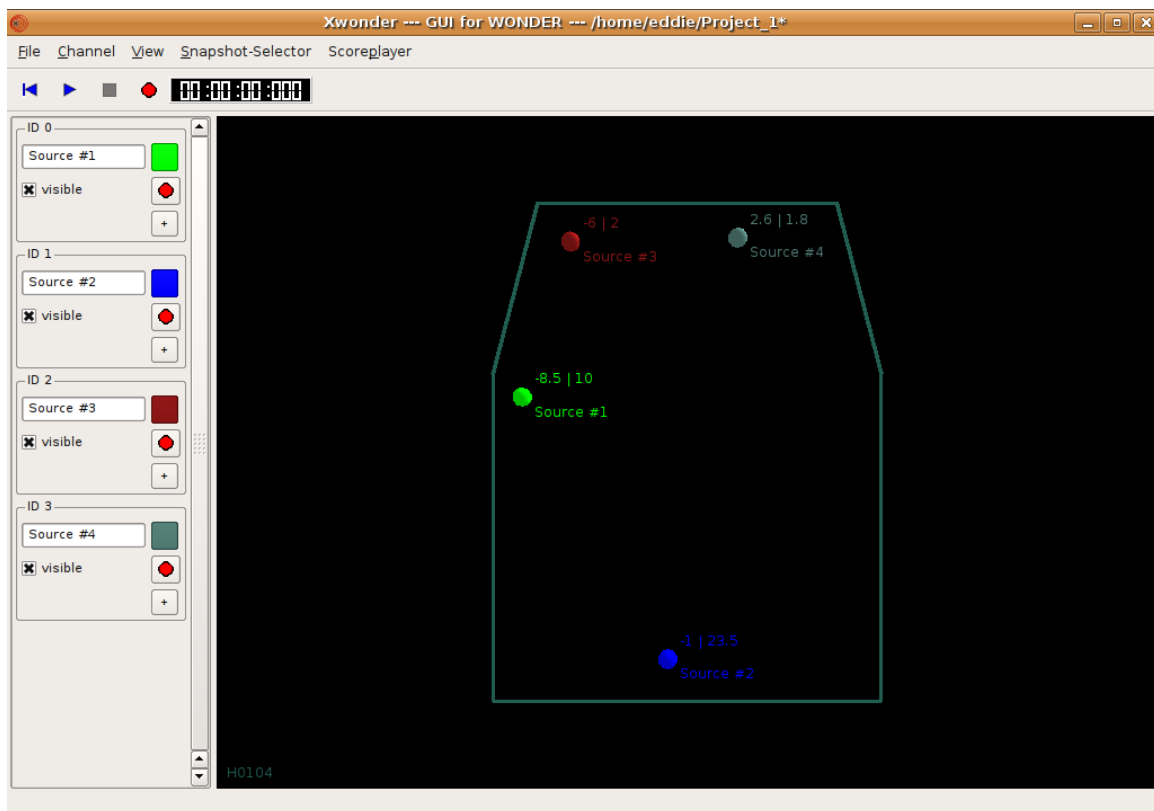 Xwonder --- GUI for WONDER --- /home/eddie/Project_1*
File Channel View Snapshot-Selector Scoreplayer
00:00:00:000
ID 0
Source #1
visible
+
ID 1
Source #2
visible
+
ID 2
Source #3
visible
+
ID 3
Source #4
visible
+
-6 | 2
Source #3
2.6 | 1.8
Source #4
-8.5 | 10
Source #1
-1 | 23.5
Source #2
H0104